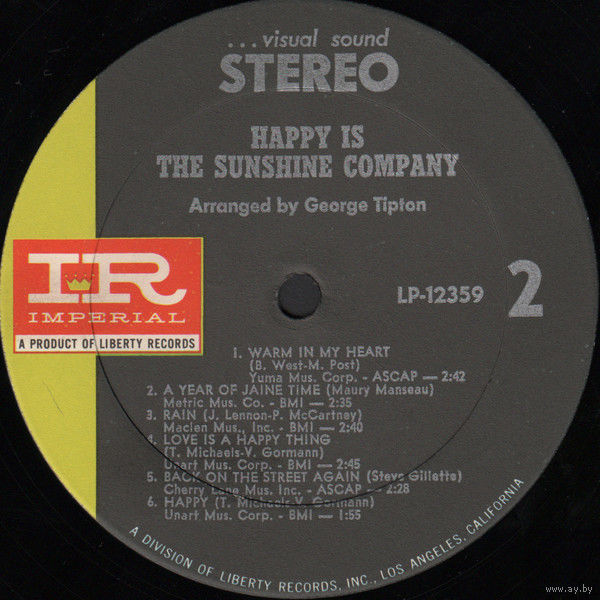 ...visual sound
STEREO
HAPPY IS
THE SUNSHINE COMPANY
Arranged by George Tipton
IR
IMPERIAL
A PRODUCT OF LIBERTY RECORDS
LP-12359
2
1. WARM IN MY HEART
(B. West-M. Post)
Yuma Mus. Corp. - ASCAP — 2:42
2. A YEAR OF JAINE TIME (Maury Manseau)
Metric Mus. Co. - BMI — 2:35
3. RAIN (J. Lennon-P. McCartney)
Maclen Mus., Inc. - BMI — 2:40
4. LOVE IS A HAPPY THING
(T. Michaels-V. Gormann)
Unart Mus. Corp. - BMI — 2:45
5. BACK ON THE STREET AGAIN (Steve Gillette)
Cherry Lane Mus. Inc. - ASCAP — 2:28
6. HAPPY (T. Michaels-V. Gormann)
Unart Mus. Corp. - BMI — 1:55
A DIVISION OF LIBERTY RECORDS, INC., LOS ANGELES, CALIFORNIA
www.ay.by